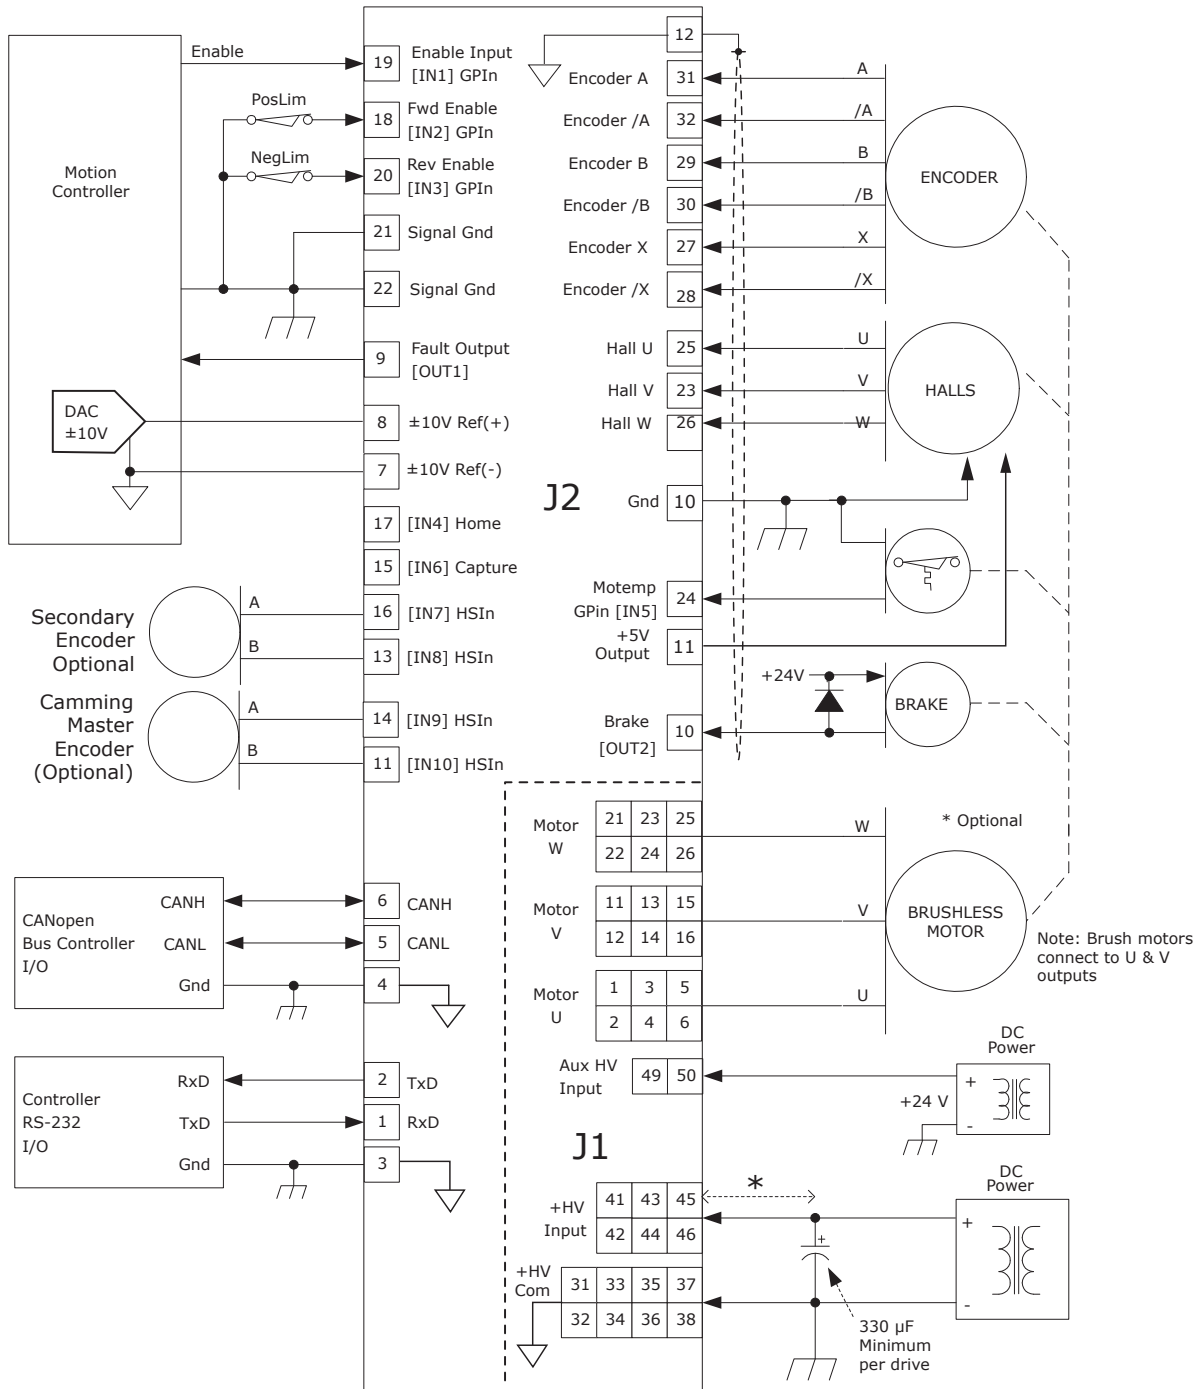 Motion
Controller
Enable
PosLim
NegLim
DAC
±10V
19
Enable Input
[IN1] GPIn
18
Fwd Enable
[IN2] GPIn
20
Rev Enable
[IN3] GPIn
21
Signal Gnd
22
Signal Gnd
9
Fault Output
[OUT1]
8
±10V Ref(+)
7
±10V Ref(-)
17
[IN4] Home
15
[IN6] Capture
Secondary
Encoder
Optional
A
B
16
[IN7] HSIn
13
[IN8] HSIn
Camming
Master
Encoder
(Optional)
A
B
14
[IN9] HSIn
11
[IN10] HSIn
CANopen
Bus Controller
I/O
CANH
CANL
Gnd
6
CANH
5
CANL
4
Controller
RS-232
I/O
RxD
TxD
Gnd
2
TxD
1
RxD
3
J2
12
Encoder A
31
A
Encoder /A
32
/A
Encoder B
29
B
Encoder /B
30
/B
Encoder X
27
X
Encoder /X
28
/X
ENCODER
Hall U
25
U
Hall V
23
V
Hall W
26
W
HALLS
Gnd
10
Motemp
GPin [IN5]
24
+5V
Output
11
+24V
BRAKE
Brake
[OUT2]
10
Motor
W
21 23 25
22 24 26
W
* Optional
Motor
V
11 13 15
12 14 16
V
BRUSHLESS
MOTOR
Note: Brush motors
connect to U & V
outputs
Motor
U
1 3 5
2 4 6
U
Aux HV
Input
49 50
DC
Power
+
+24 V
-
J1
+HV
Input
41 43 45
42 44 46
*
DC
Power
+
-
+
+HV
Com
31 33 35 37
32 34 36 38
330 µF
Minimum
per drive